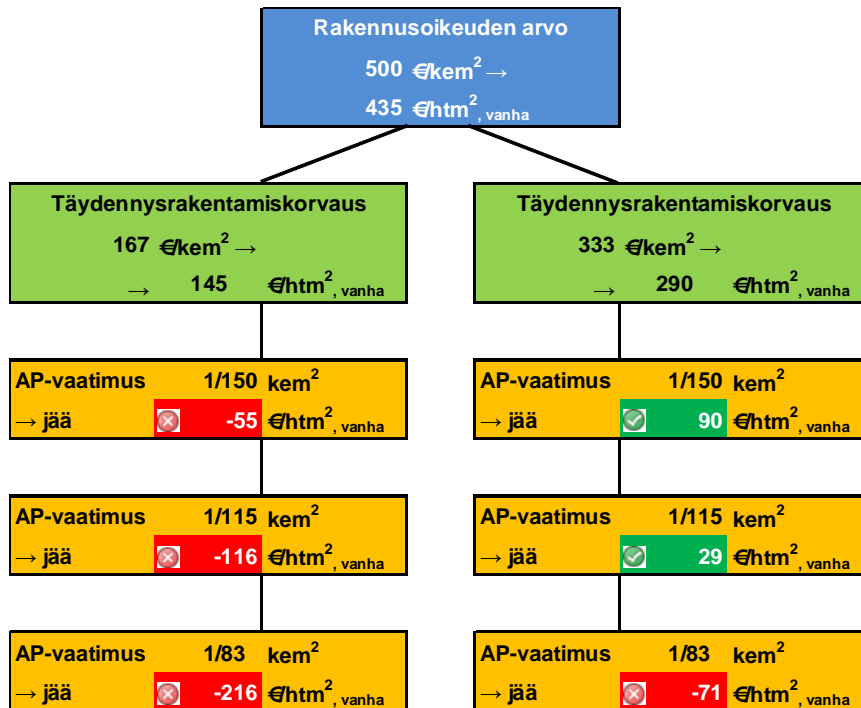 Rakennusoikeuden arvo
500 €/kem² →
435 €/htm², vanha
Täydennysrakentamiskorvaus
167 €/kem² →
→ 145 €/htm², vanha
AP-vaatimus 1/150 kem²
→ jää -55 €/htm², vanha
AP-vaatimus 1/115 kem²
→ jää -116 €/htm², vanha
AP-vaatimus 1/83 kem²
→ jää -216 €/htm², vanha
Täydennysrakentamiskorvaus
333 €/kem² →
→ 290 €/htm², vanha
AP-vaatimus 1/150 kem²
→ jää 90 €/htm², vanha
AP-vaatimus 1/115 kem²
→ jää 29 €/htm², vanha
AP-vaatimus 1/83 kem²
→ jää -71 €/htm², vanha